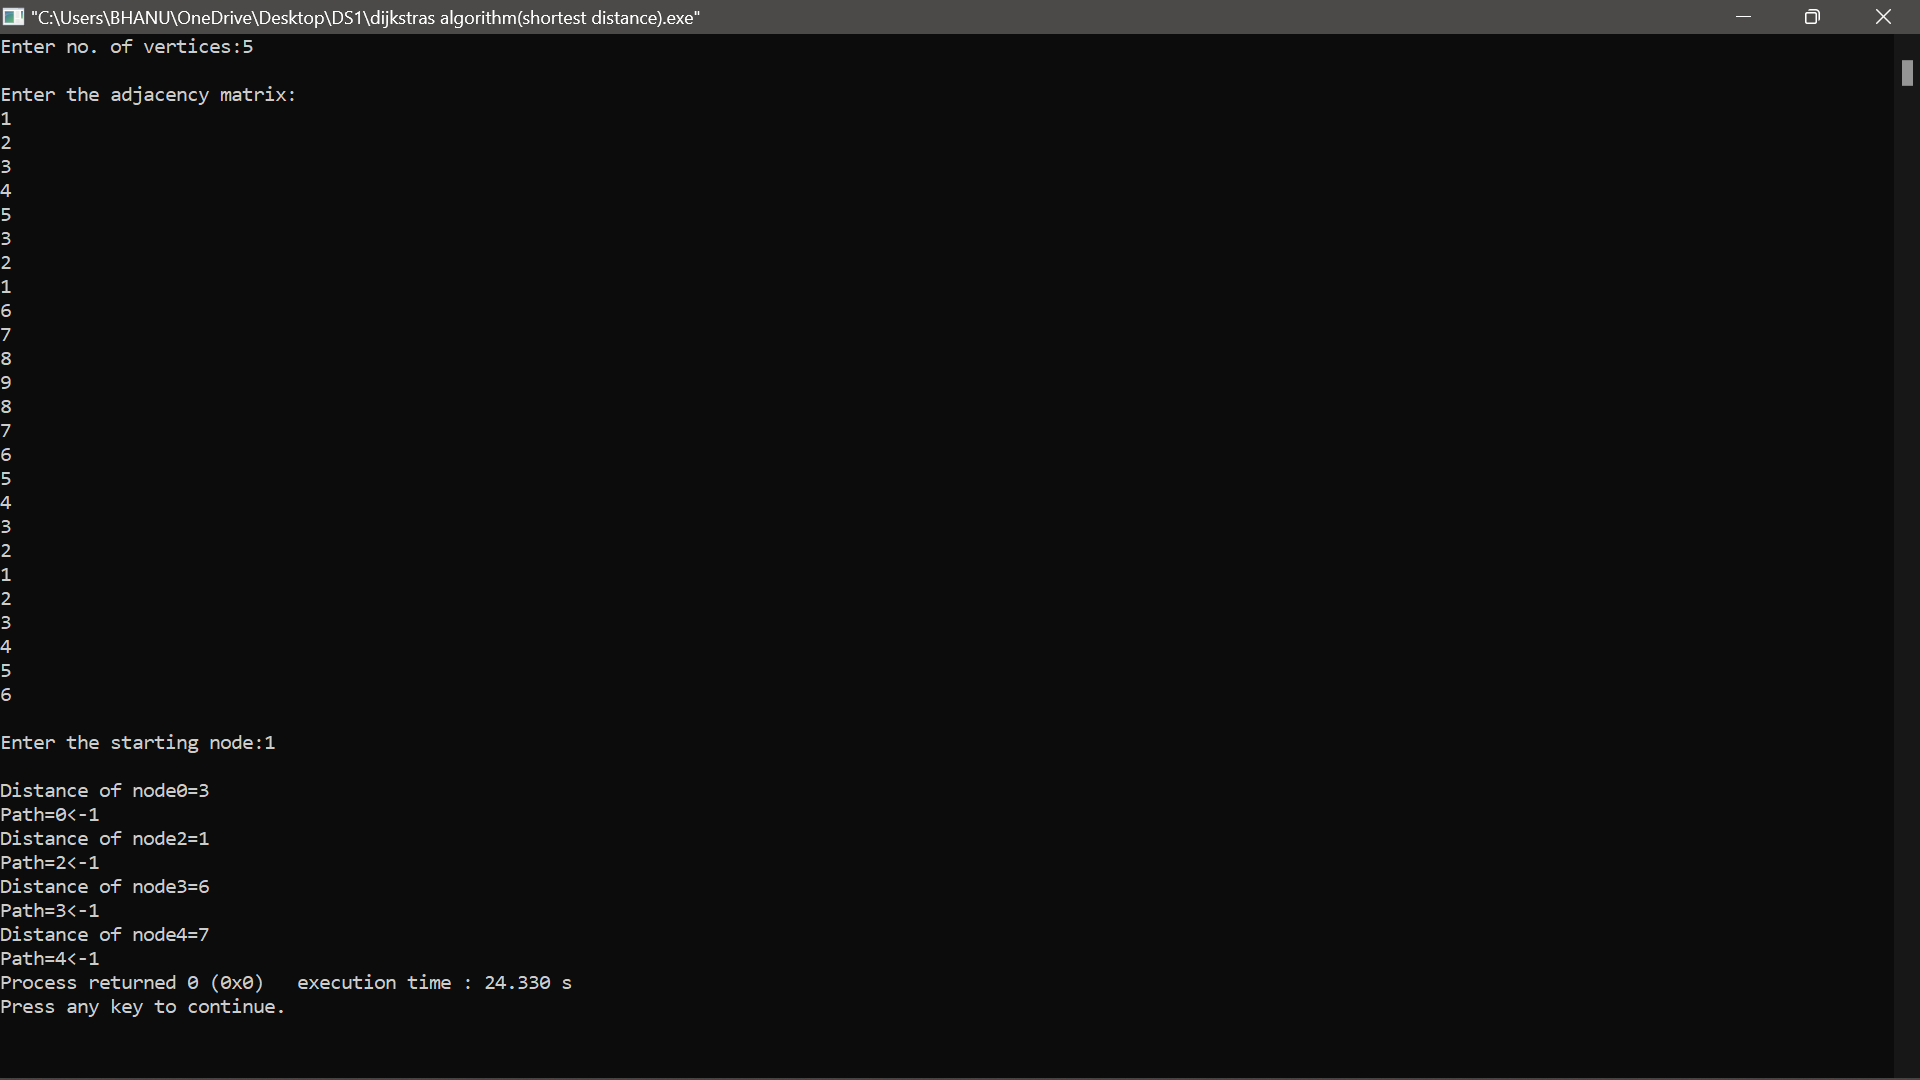 "C:\Users\BHANU\OneDrive\Desktop\DS1\dijkstras algorithm(shortest distance).exe"
Enter no. of vertices:5
Enter the adjacency matrix:
1
2
3
4
5
3
2
1
6
7
8
9
8
7
6
5
4
3
2
1
2
3
4
5
6
Enter the starting node:1
Distance of node0=3
Path=0<-1
Distance of node2=1
Path=2<-1
Distance of node3=6
Path=3<-1
Distance of node4=7
Path=4<-1
Process returned 0 (0x0)   execution time : 24.330 s
Press any key to continue.